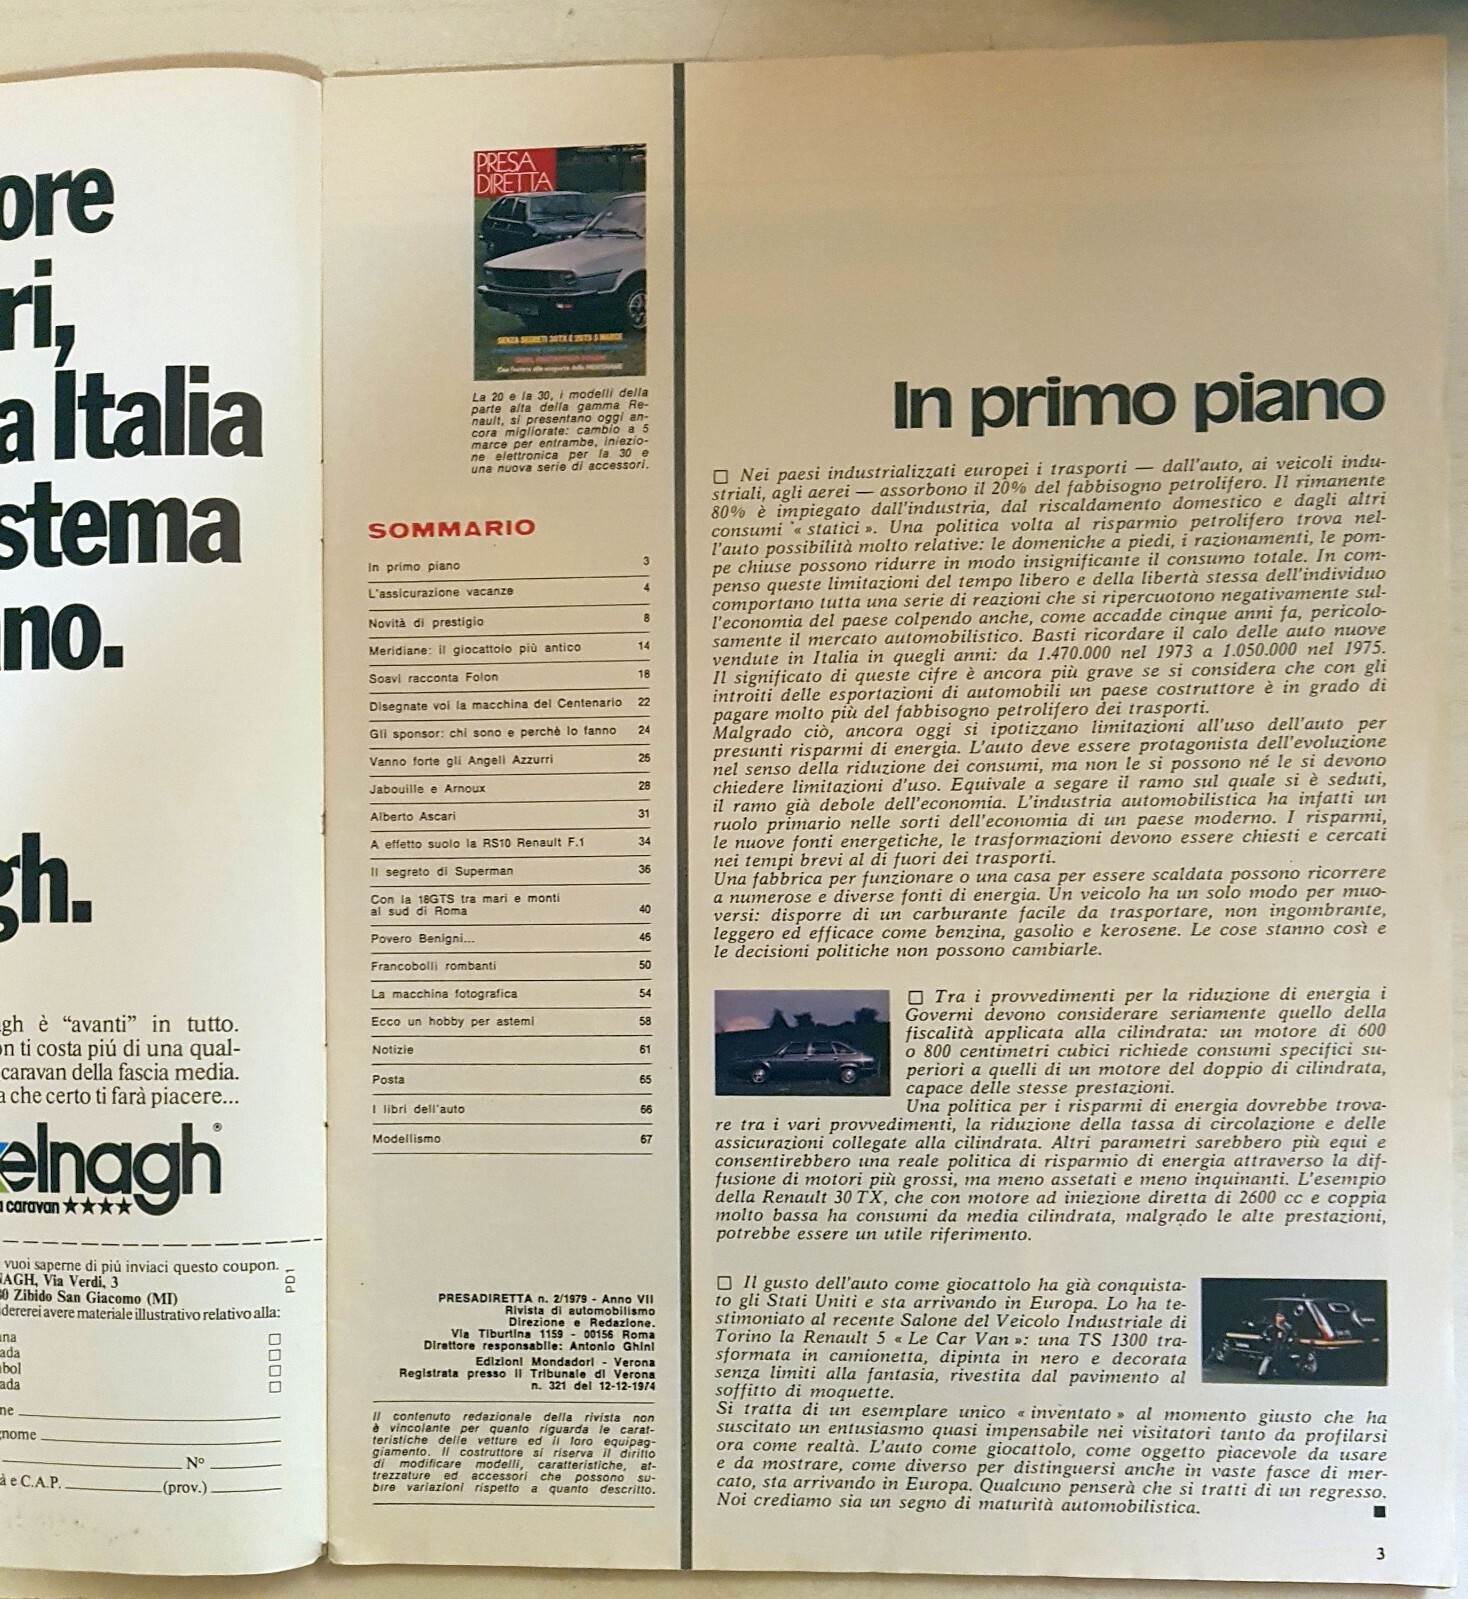 ore
ri,
a Italia
stema
ano.
gh.
gh è “avanti” in tutto.
on ti costa piú di una qual-
caravan della fascia media.
a che certo ti farà piacere...
elnagh®
caravan ★★★★
vuoi saperne di piú inviaci questo coupon.
NAGH, Via Verdi, 3
Zibido San Giacomo (MI)
dererei avere materiale illustrativo relativo alla:
PD1
N°
à e C.A.P. (prov.)
PRESA
DIRETTA
SENZA SEGRETI 30TX E 20TS 5 MARCE
La 20 e la 30, i modelli della
parte alta della gamma Re-
nault, si presentano oggi an-
cora migliorate: cambio a 5
marce per entrambe, iniezio-
ne elettronica per la 30 e
una nuova serie di accessori.
SOMMARIO
In primo piano 3
L'assicurazione vacanze 4
Novità di prestigio 8
Meridiane: il giocattolo più antico 14
Soavi racconta Folon 18
Disegnate voi la macchina del Centenario 22
Gli sponsor: chi sono e perchè lo fanno 24
Vanno forte gli Angeli Azzurri 26
Jabouille e Arnoux 28
Alberto Ascari 31
A effetto suolo la RS10 Renault F.1 34
Il segreto di Superman 36
Con la 18GTS tra mari e monti
al sud di Roma 40
Povero Benigni... 46
Francobolli rombanti 50
La macchina fotografica 54
Ecco un hobby per astemi 58
Notizie 61
Posta 65
I libri dell'auto 66
Modellismo 67
PRESADIRETTA n. 2/1979 - Anno VII
Rivista di automobilismo
Direzione e Redazione.
Via Tiburtina 1159 - 00156 Roma
Direttore responsabile: Antonio Ghini
Edizioni Mondadori - Verona
Registrata presso il Tribunale di Verona
n. 321 del 12-12-1974
Il contenuto redazionale della rivista non
è vincolante per quanto riguarda le carat-
teristiche delle vetture ed il loro equipag-
giamento. Il costruttore si riserva il diritto
di modificare modelli, caratteristiche, at-
trezzature ed accessori che possono su-
bire variazioni rispetto a quanto descritto.
In primo piano
□ Nei paesi industrializzati europei i trasporti — dall'auto, ai veicoli indu-
striali, agli aerei — assorbono il 20% del fabbisogno petrolifero. Il rimanente
80% è impiegato dall'industria, dal riscaldamento domestico e dagli altri
consumi « statici ». Una politica volta al risparmio petrolifero trova nel-
l'auto possibilità molto relative: le domeniche a piedi, i razionamenti, le pom-
pe chiuse possono ridurre in modo insignificante il consumo totale. In com-
penso queste limitazioni del tempo libero e della libertà stessa dell'individuo
comportano tutta una serie di reazioni che si ripercuotono negativamente sul-
l'economia del paese colpendo anche, come accadde cinque anni fa, pericolo-
samente il mercato automobilistico. Basti ricordare il calo delle auto nuove
vendute in Italia in quegli anni: da 1.470.000 nel 1973 a 1.050.000 nel 1975.
Il significato di queste cifre è ancora più grave se si considera che con gli
introiti delle esportazioni di automobili un paese costruttore è in grado di
pagare molto più del fabbisogno petrolifero dei trasporti.
Malgrado ciò, ancora oggi si ipotizzano limitazioni all'uso dell'auto per
presunti risparmi di energia. L'auto deve essere protagonista dell'evoluzione
nel senso della riduzione dei consumi, ma non le si possono né le si devono
chiedere limitazioni d'uso. Equivale a segare il ramo sul quale si è seduti,
il ramo già debole dell'economia. L'industria automobilistica ha infatti un
ruolo primario nelle sorti dell'economia di un paese moderno. I risparmi,
le nuove fonti energetiche, le trasformazioni devono essere chiesti e cercati
nei tempi brevi al di fuori dei trasporti.
Una fabbrica per funzionare o una casa per essere scaldata possono ricorrere
a numerose e diverse fonti di energia. Un veicolo ha un solo modo per muo-
versi: disporre di un carburante facile da trasportare, non ingombrante,
leggero ed efficace come benzina, gasolio e kerosene. Le cose stanno così e
le decisioni politiche non possono cambiarle.
□ Tra i provvedimenti per la riduzione di energia i
Governi devono considerare seriamente quello della
fiscalità applicata alla cilindrata: un motore di 600
o 800 centimetri cubici richiede consumi specifici su-
periori a quelli di un motore del doppio di cilindrata,
capace delle stesse prestazioni.
Una politica per i risparmi di energia dovrebbe trova-
re tra i vari provvedimenti, la riduzione della tassa di circolazione e delle
assicurazioni collegate alla cilindrata. Altri parametri sarebbero più equi e
consentirebbero una reale politica di risparmio di energia attraverso la dif-
fusione di motori più grossi, ma meno assetati e meno inquinanti. L'esempio
della Renault 30 TX, che con motore ad iniezione diretta di 2600 cc e coppia
molto bassa ha consumi da media cilindrata, malgrado le alte prestazioni,
potrebbe essere un utile riferimento.
□ Il gusto dell'auto come giocattolo ha già conquista-
to gli Stati Uniti e sta arrivando in Europa. Lo ha te-
stimoniato al recente Salone del Veicolo Industriale di
Torino la Renault 5 « Le Car Van »: una TS 1300 tra-
sformata in camionetta, dipinta in nero e decorata
senza limiti alla fantasia, rivestita dal pavimento al
soffitto di moquette.
Si tratta di un esemplare unico « inventato » al momento giusto che ha
suscitato un entusiasmo quasi impensabile nei visitatori tanto da profilarsi
ora come realtà. L'auto come giocattolo, come oggetto piacevole da usare
e da mostrare, come diverso per distinguersi anche in vaste fasce di mer-
cato, sta arrivando in Europa. Qualcuno penserà che si tratti di un regresso.
Noi crediamo sia un segno di maturità automobilistica. ■
3